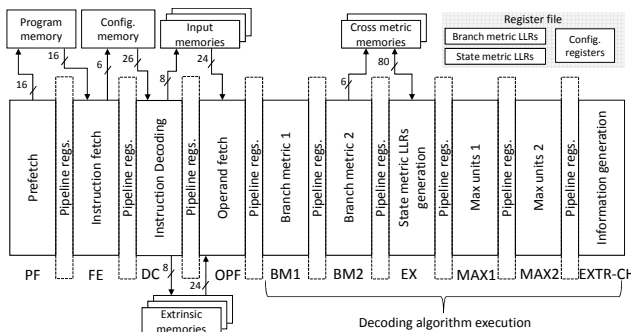 Program
memory
Config.
memory
Input
memories
Cross metric
memories
Register file
Branch metric LLRs
State metric LLRs
Config.
registers
16
16
6
26
8
24
6
80
Prefetch
Pipeline regs.
Instruction fetch
Pipeline regs.
Instruction Decoding
Pipeline regs.
Operand fetch
Pipeline regs.
Branch metric 1
Pipeline regs.
Branch metric 2
Pipeline regs.
State metric LLRs
generation
Pipeline regs.
Max units 1
Pipeline regs.
Max units 2
Pipeline regs.
Information generation
PF
FE
DC
8
OPF
BM1
BM2
EX
MAX1
MAX2
EXTR-CH
24
Extrinsic
memories
Decoding algorithm execution